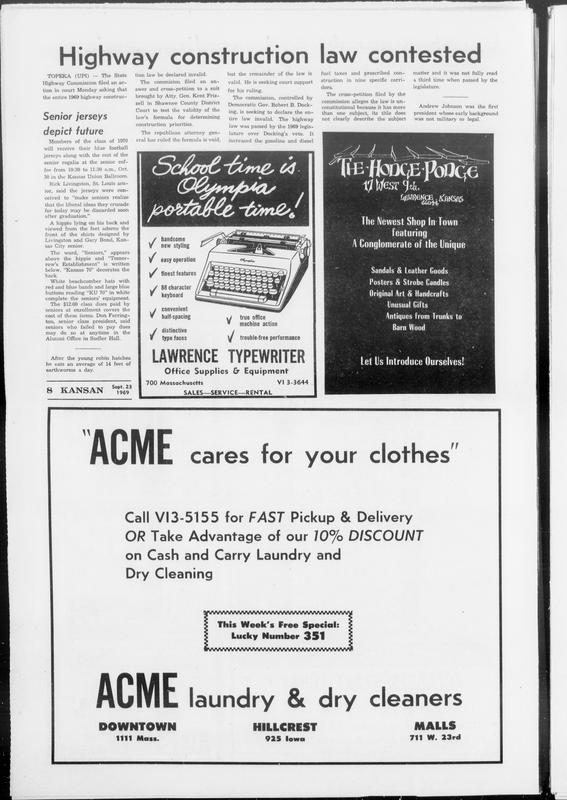 Highway construction law contested
TOPEKA (UPI) — The State
Highway Commission filed an ac-
tion in court Monday asking that
the entire 1969 highway construc-
tion law be declared invalid.
The commission filed an an-
swer and cross-petition to a suit
brought by Atty. Gen. Kent Friz-
zell in Shawnee County District
Court to test the validity of the
law's formula for determining
construction priorities.
The republican attorney gen-
eral has ruled the formula is void,
but the remainder of the law is
valid. He is seeking court support
for his ruling.
The commission, controlled by
Democratic Gov. Robert B. Dock-
ing, is seeking to declare the en-
tire law invalid. The highway
law was passed by the 1969 legis-
lature over Docking's veto. It
increased the gasoline and diesel
fuel taxes and prescribed con-
struction in nine specific corri-
dors.
The cross-petition filed by the
commission alleges the law is un-
constitutional because it has more
than one subject, its title does
not clearly describe the subject
matter and it was not fully read
a third time when passed by the
legislature.
Andrew Johnson was the first
president whose early background
was not military or legal.
Senior jerseys
depict future
Members of the class of 1970
will receive their blue football
jerseys along with the rest of the
senior regalia at the senior cof-
fee from 10:30 to 11:30 a.m., Oct.
30 in the Kansas Union Ballroom.
Rick Livingston, St. Louis sen-
ior, said the jerseys were con-
ceived to "make seniors realize
that the liberal ideas they crusade
for today may be discarded soon
after graduation."
A hippie lying on his back and
viewed from the feet adorns the
front of the shirts designed by
Livingston and Gary Bond, Kan-
sas City senior.
The word, "Seniors," appears
above the hippie and "Tomor-
row's Establishment" is written
below. "Kansas 70" decorates the
back.
White beachcomber hats with
red and blue bands and large blue
buttons reading "KU 70" in white
complete the seniors' equipment.
The $12.08 class dues paid by
seniors at enrollment covers the
cost of these items. Don Farring-
ton, senior class president, said
seniors who failed to pay dues
may do so at anytime in the
Alumni Office in Sudler Hall.
After the young robin hatches
he eats an average of 14 feet of
earthworms a day.
8 KANSAN Sept. 23
1969
School time is
Olympia
portable time!
handsome
new styling
easy operation
finest features
88 character
keyboard
convenient
half-spacing
distinctive
type faces
true office
machine action
trouble-free performance
LAWRENCE TYPEWRITER
Office Supplies & Equipment
700 Massachusetts VI 3-3644
SALES—SERVICE—RENTAL
THE HODGE-PODGE
17 WEST 9th
LAWRENCE, KANSAS
The Newest Shop In Town
featuring
A Conglomerate of the Unique
Sandals & Leather Goods
Posters & Strobe Candles
Original Art & Handcrafts
Unusual Gifts
Antiques from Trunks to
Barn Wood
Let Us Introduce Ourselves!
"ACME cares for your clothes"
Call VI3-5155 for FAST Pickup & Delivery
OR Take Advantage of our 10% DISCOUNT
on Cash and Carry Laundry and
Dry Cleaning
This Week's Free Special:
Lucky Number 351
ACME laundry & dry cleaners
DOWNTOWN HILLCREST MALLS
1111 Mass. 925 Iowa 711 W. 23rd